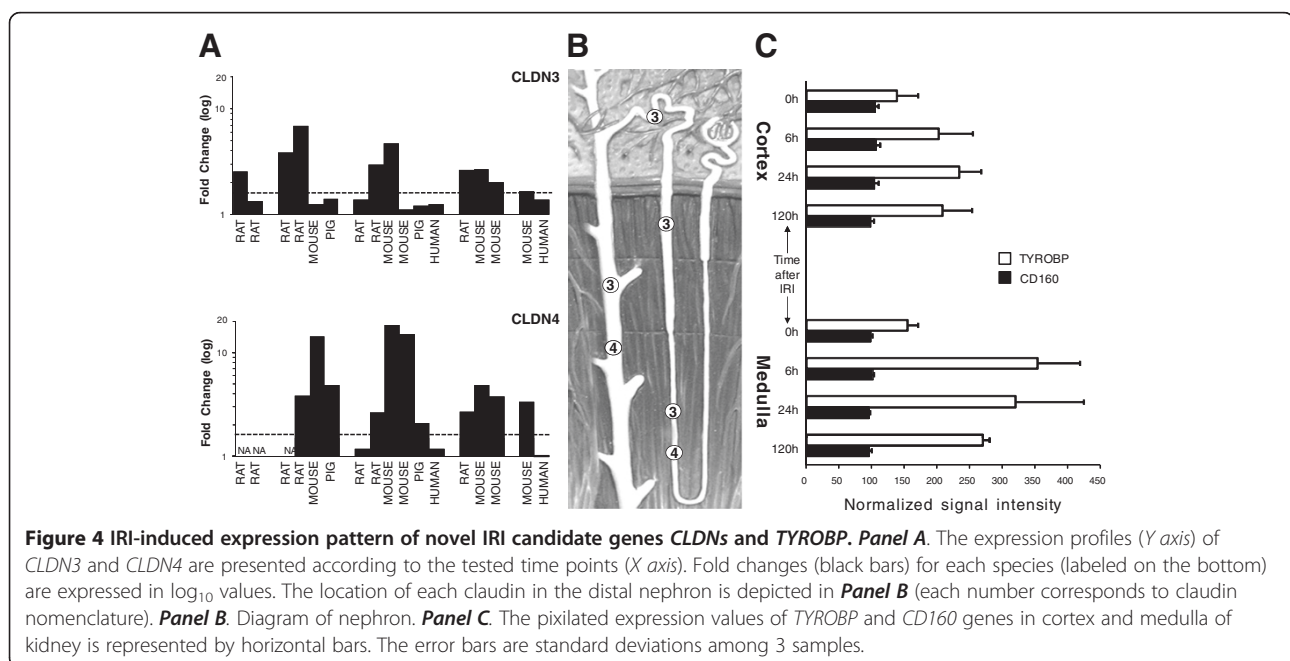 A
CLDN3
Fold Change (log)
20
10
1
RAT RAT RAT RAT MOUSE PIG RAT RAT MOUSE MOUSE PIG HUMAN RAT MOUSE MOUSE MOUSE HUMAN
CLDN4
Fold Change (log)
20
10
1
NA NA NA
RAT RAT RAT RAT MOUSE PIG RAT RAT MOUSE MOUSE PIG HUMAN RAT MOUSE MOUSE MOUSE HUMAN
B
3
3
3
4
3
4
C
Cortex
0h
6h
24h
120h
Time
after
IRI
TYROBP
CD160
Medulla
0h
6h
24h
120h
0 50 100 150 200 250 300 350 400 450
Normalized signal intensity
Figure 4 IRI-induced expression pattern of novel IRI candidate genes CLDNs and TYROBP. Panel A. The expression profiles (Y axis) of
CLDN3 and CLDN4 are presented according to the tested time points (X axis). Fold changes (black bars) for each species (labeled on the bottom)
are expressed in log10 values. The location of each claudin in the distal nephron is depicted in Panel B (each number corresponds to claudin
nomenclature). Panel B. Diagram of nephron. Panel C. The pixilated expression values of TYROBP and CD160 genes in cortex and medulla of
kidney is represented by horizontal bars. The error bars are standard deviations among 3 samples.